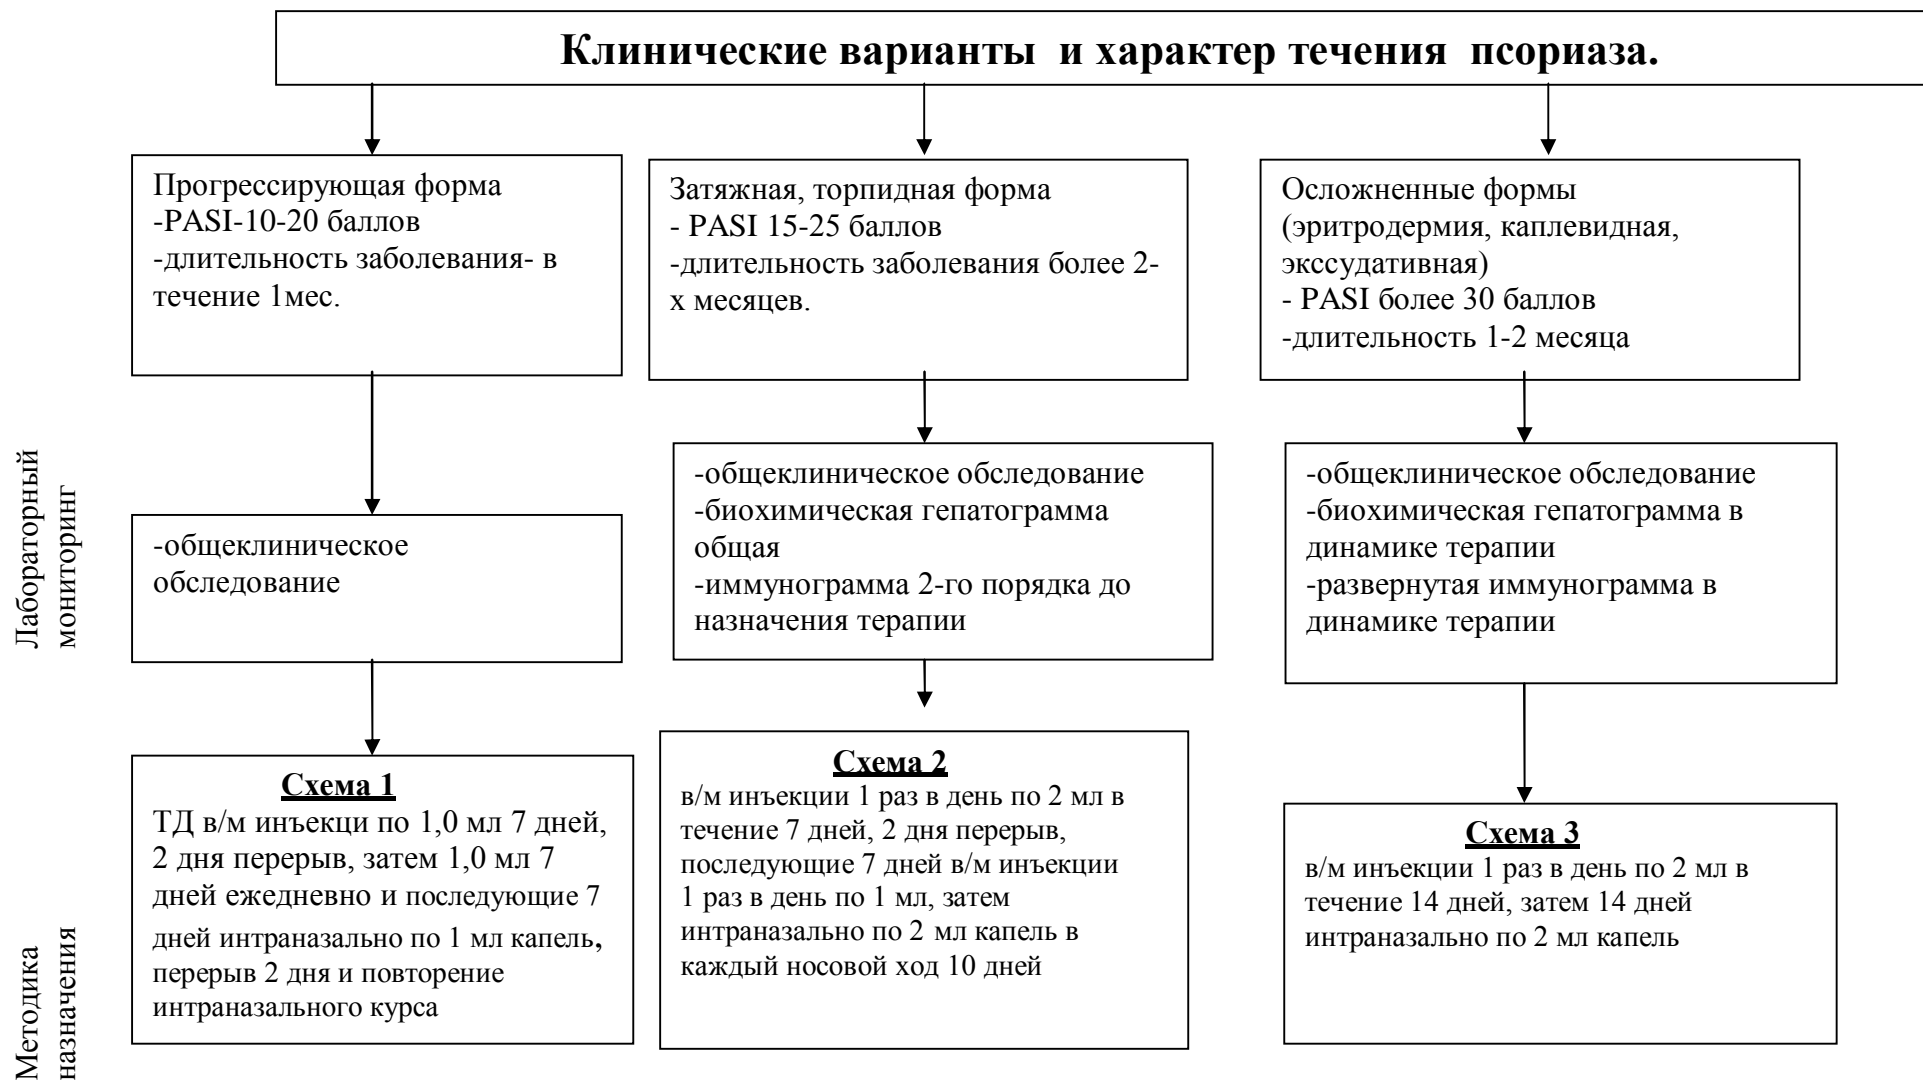 Клинические варианты и характер течения псориаза.
Прогрессирующая форма
-PASI-10-20 баллов
-длительность заболевания- в
течение 1мес.
Затяжная, торпидная форма
- PASI 15-25 баллов
-длительность заболевания более 2-
х месяцев.
Осложненные формы
(эритродермия, каплевидная,
экссудативная)
- PASI более 30 баллов
-длительность 1-2 месяца
Лабораторный
мониторинг
-общеклиническое
обследование
-общеклиническое обследование
-биохимическая гепатограмма
общая
-иммунограмма 2-го порядка до
назначения терапии
-общеклиническое обследование
-биохимическая гепатограмма в
динамике терапии
-развернутая иммунограмма в
динамике терапии
Методика
назначения
Схема 1
ТД в/м инъекци по 1,0 мл 7 дней,
2 дня перерыв, затем 1,0 мл 7
дней ежедневно и последующие 7
дней интраназально по 1 мл капель,
перерыв 2 дня и повторение
интраназального курса
Схема 2
в/м инъекции 1 раз в день по 2 мл в
течение 7 дней, 2 дня перерыв,
последующие 7 дней в/м инъекции
1 раз в день по 1 мл, затем
интраназально по 2 мл капель в
каждый носовой ход 10 дней
Схема 3
в/м инъекции 1 раз в день по 2 мл в
течение 14 дней, затем 14 дней
интраназально по 2 мл капель